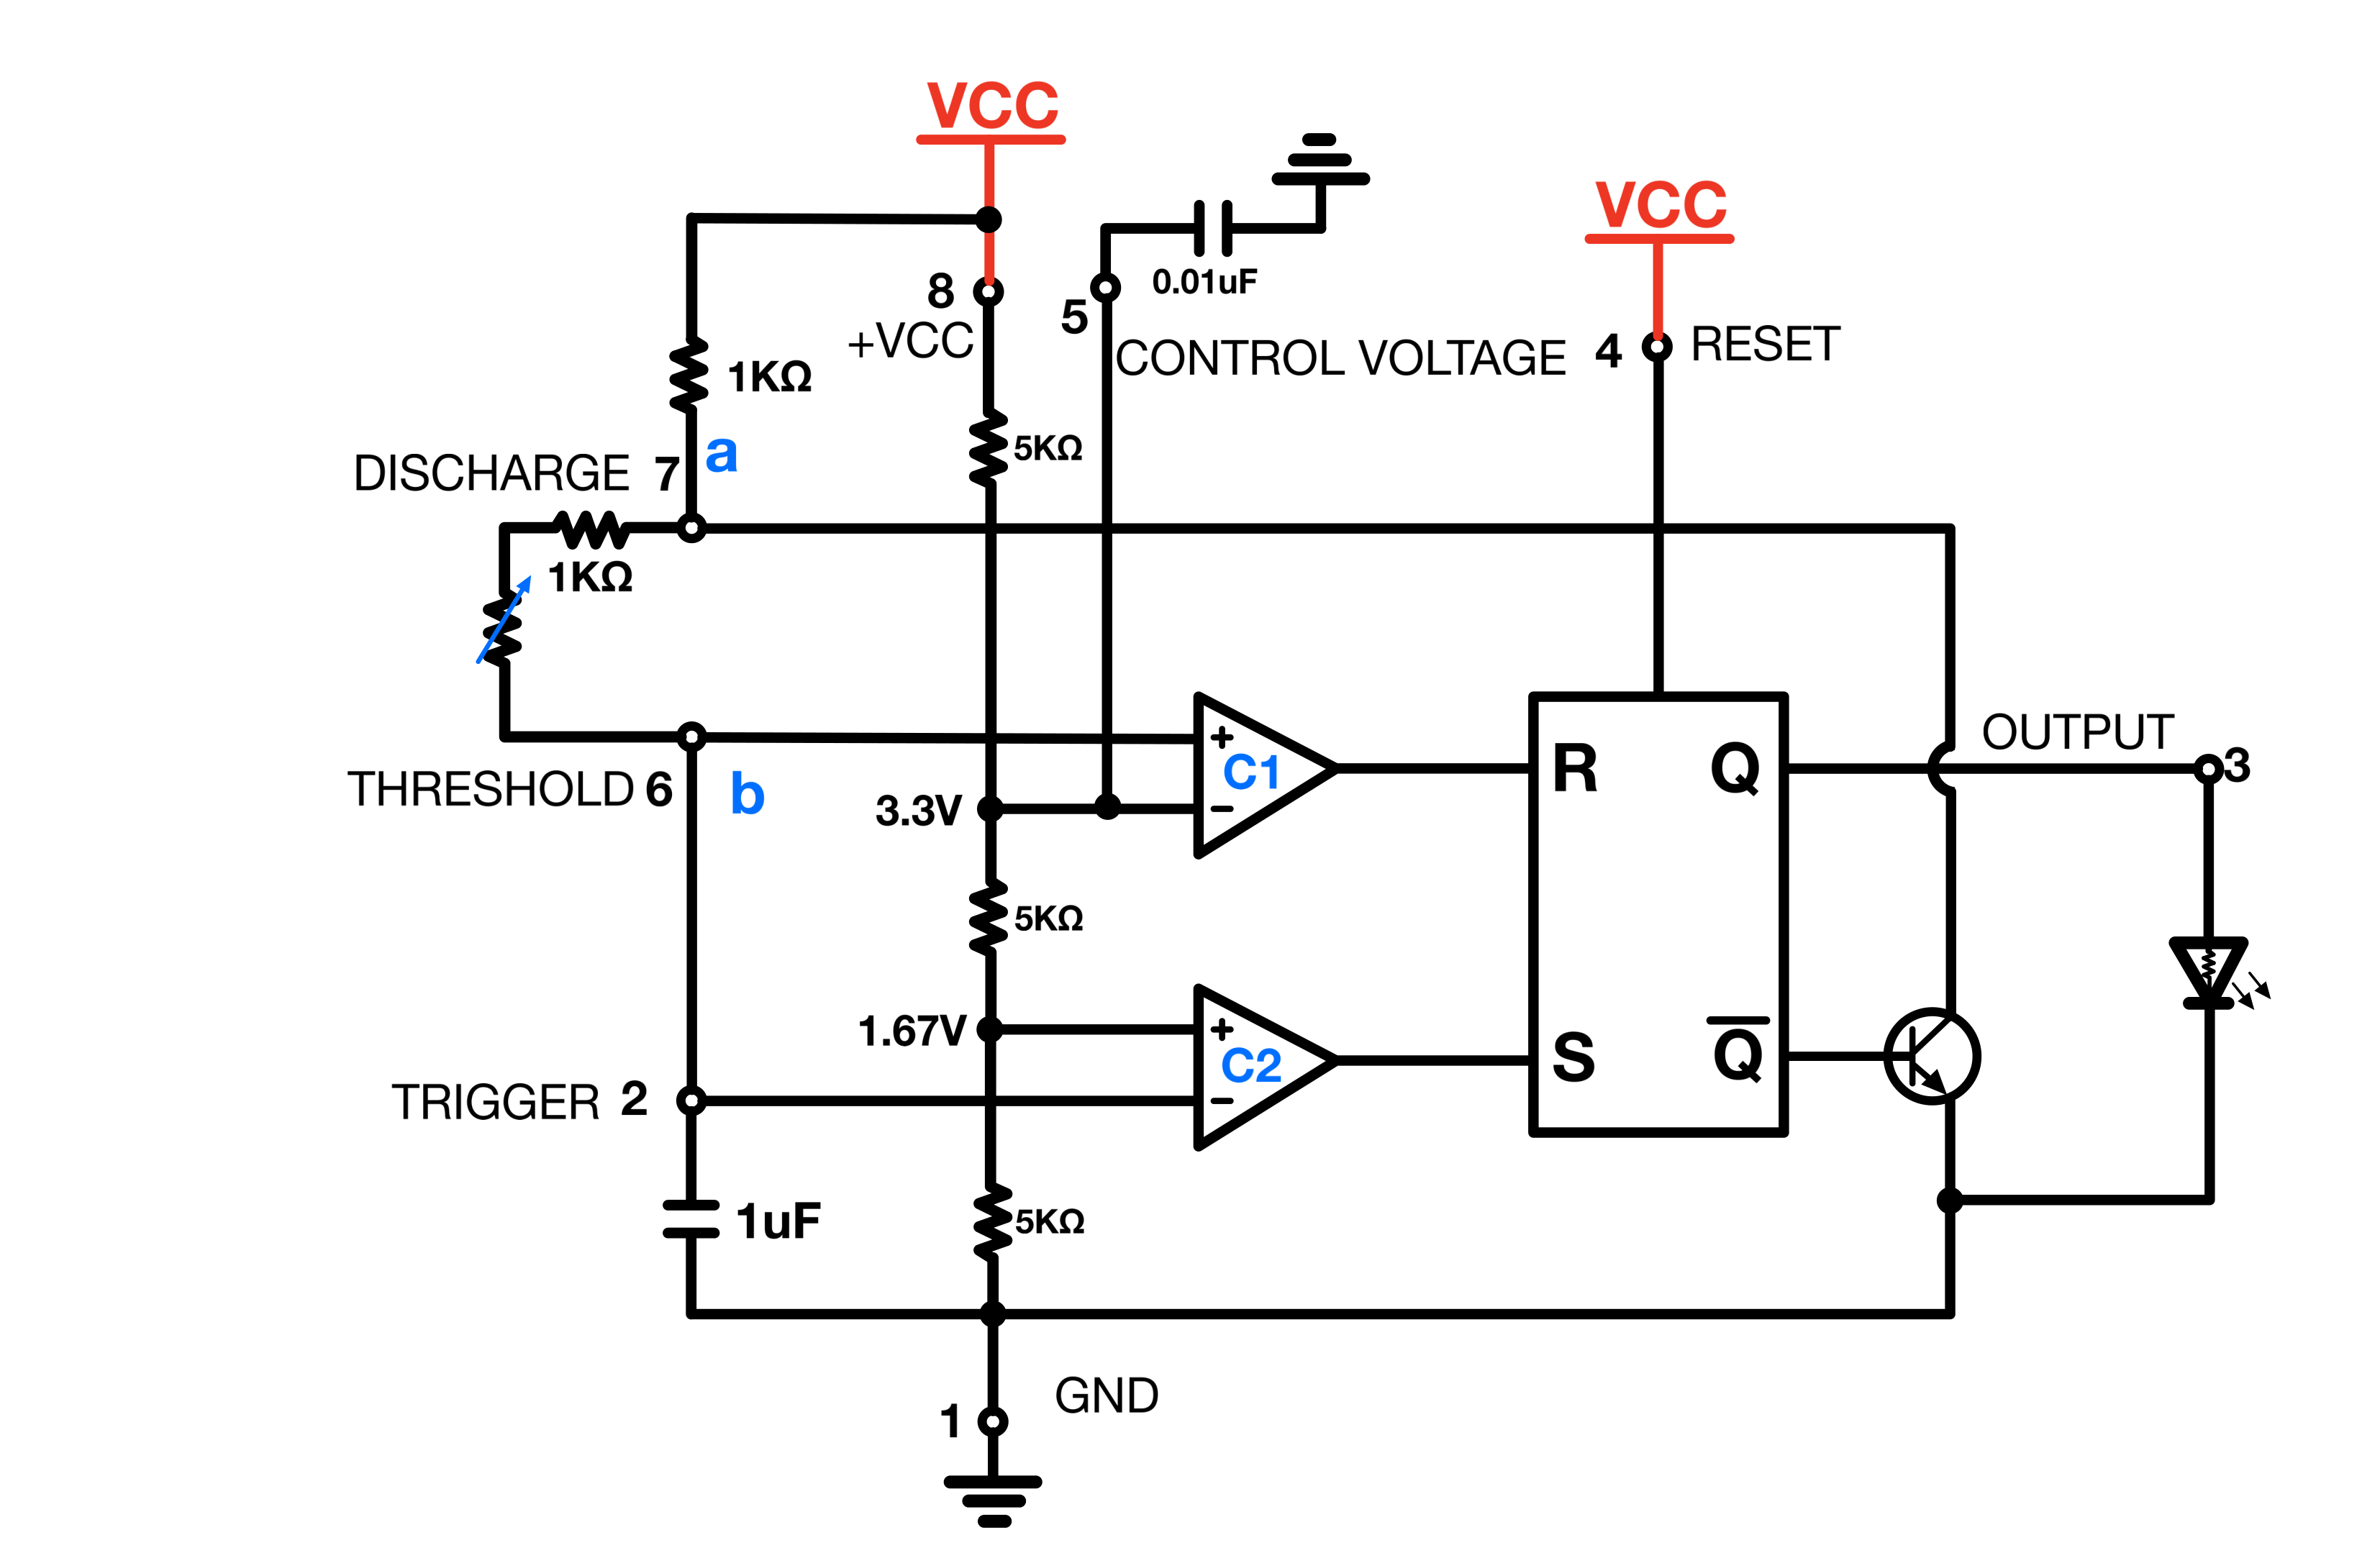 VCC
VCC
0.01uF
8
+VCC
5
CONTROL VOLTAGE
4
RESET
1KΩ
a
5KΩ
DISCHARGE
7
1KΩ
OUTPUT
3
THRESHOLD
6
b
+
C1
−
R
Q
3.3V
5KΩ
1.67V
+
C2
−
S
Q̅
TRIGGER
2
1uF
5KΩ
GND
1